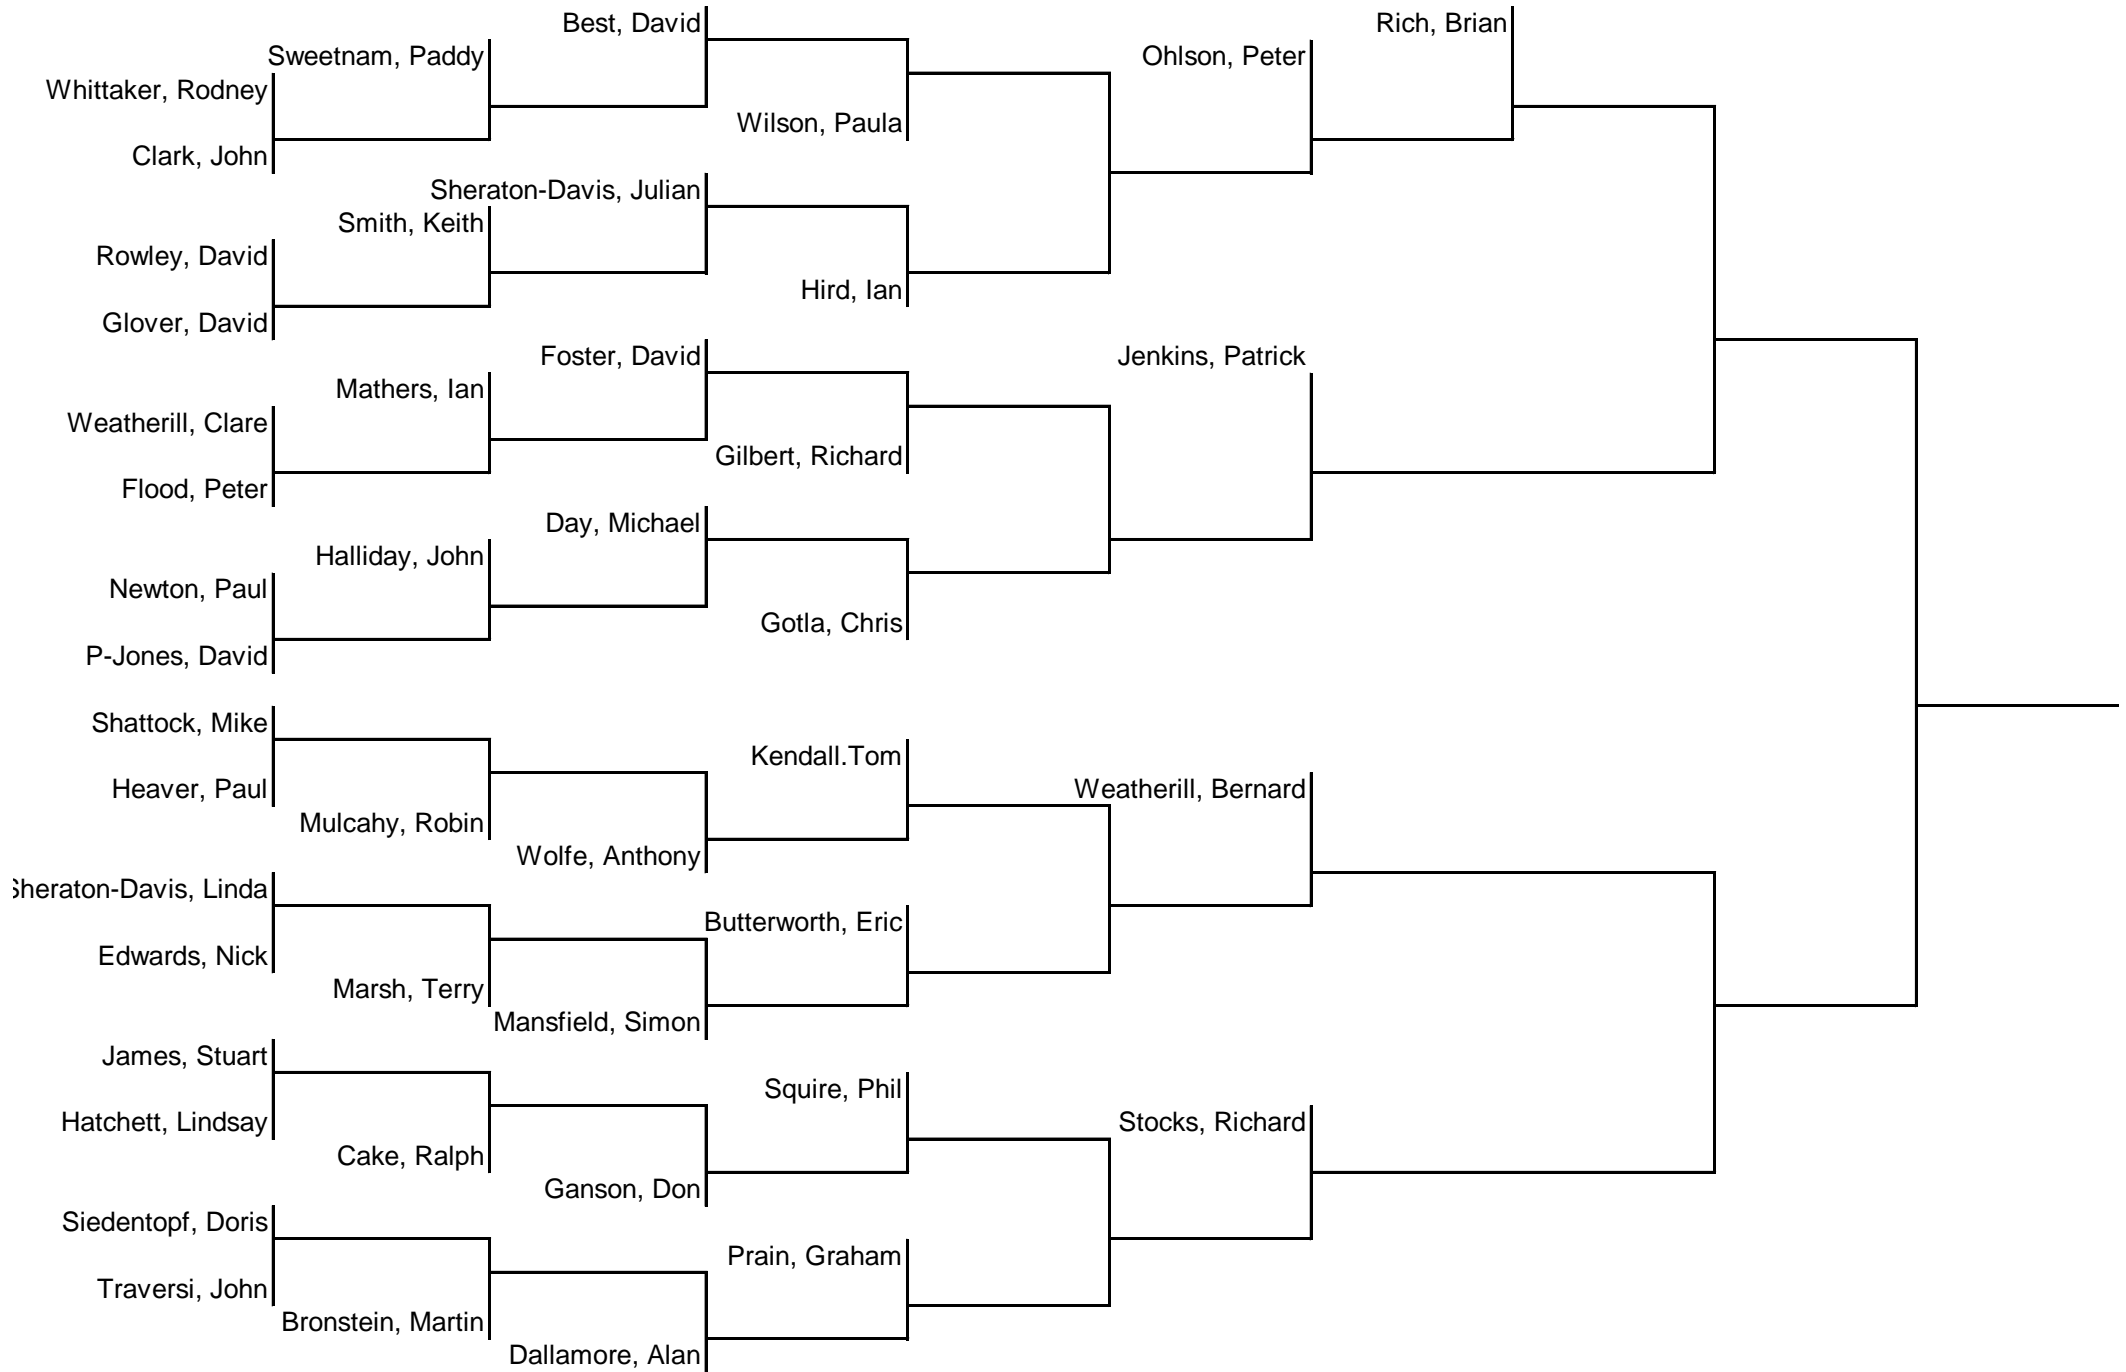 Best, David
Rich, Brian
Sweetnam, Paddy
Ohlson, Peter
Whittaker, Rodney
Wilson, Paula
Clark, John
Sheraton-Davis, Julian
Smith, Keith
Rowley, David
Hird, Ian
Glover, David
Foster, David
Jenkins, Patrick
Mathers, Ian
Weatherill, Clare
Gilbert, Richard
Flood, Peter
Day, Michael
Halliday, John
Newton, Paul
Gotla, Chris
P-Jones, David
Shattock, Mike
Kendall.Tom
Heaver, Paul
Weatherill, Bernard
Mulcahy, Robin
Wolfe, Anthony
Sheraton-Davis, Linda
Butterworth, Eric
Edwards, Nick
Marsh, Terry
Mansfield, Simon
James, Stuart
Squire, Phil
Hatchett, Lindsay
Stocks, Richard
Cake, Ralph
Ganson, Don
Siedentopf, Doris
Prain, Graham
Traversi, John
Bronstein, Martin
Dallamore, Alan